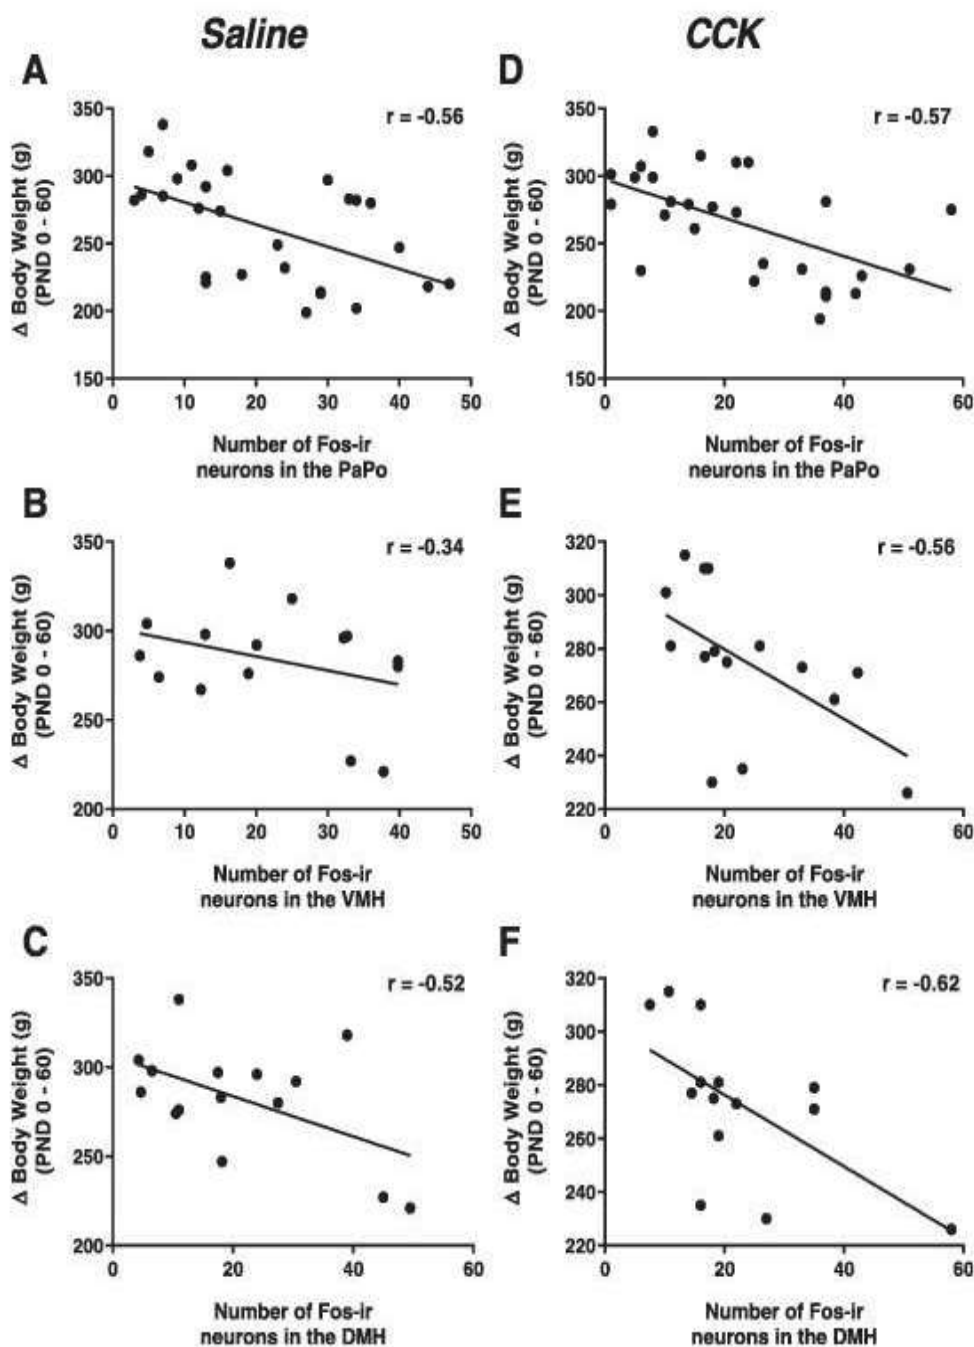 Saline
CCK
A
r = -0.56
Δ Body Weight (g)
(PND 0 - 60)
350
300
250
200
150
0 10 20 30 40 50
Number of Fos-ir
neurons in the PaPo
D
r = -0.57
Δ Body Weight (g)
(PND 0 - 60)
350
300
250
200
150
0 20 40 60
Number of Fos-ir
neurons in the PaPo
B
r = -0.34
Δ Body Weight (g)
(PND 0 - 60)
350
300
250
200
0 10 20 30 40 50
Number of Fos-ir
neurons in the VMH
E
r = -0.56
Δ Body Weight (g)
(PND 0 - 60)
320
300
280
260
240
220
0 20 40 60
Number of Fos-ir
neurons in the VMH
C
r = -0.52
Δ Body Weight (g)
(PND 0 - 60)
350
300
250
200
0 20 40 60
Number of Fos-ir
neurons in the DMH
F
r = -0.62
Δ Body Weight (g)
(PND 0 - 60)
320
300
280
260
240
220
0 20 40 60
Number of Fos-ir
neurons in the DMH